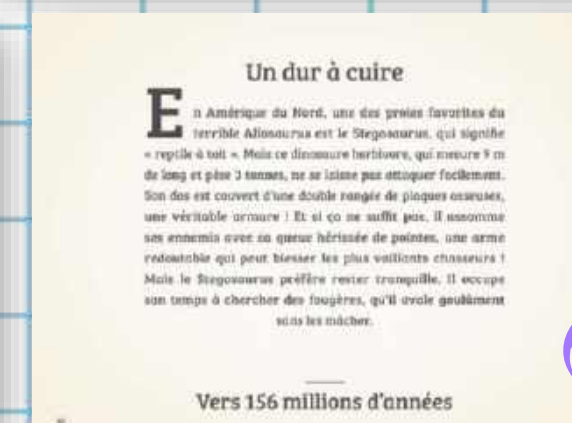 Un dur à cuire
En Amérique du Nord, une des proies favorites du
terrible Allosaurus est le Stegosaurus, qui signifie
« reptile à toit ». Mais ce dinosaure herbivore, qui mesure 9 m
de long et pèse 3 tonnes, ne se laisse pas attaquer facilement.
Son dos est couvert d'une double rangée de plaques osseuses,
une véritable armure ! Et si ça ne suffit pas, il assomme
ses ennemis avec sa queue hérissée de pointes, une arme
redoutable qui peut blesser les plus vaillants chasseurs !
Mais le Stegosaurus préfère rester tranquille. Il occupe
son temps à chercher des fougères, qu'il avale goulûment
sans les mâcher.
Vers 156 millions d'années